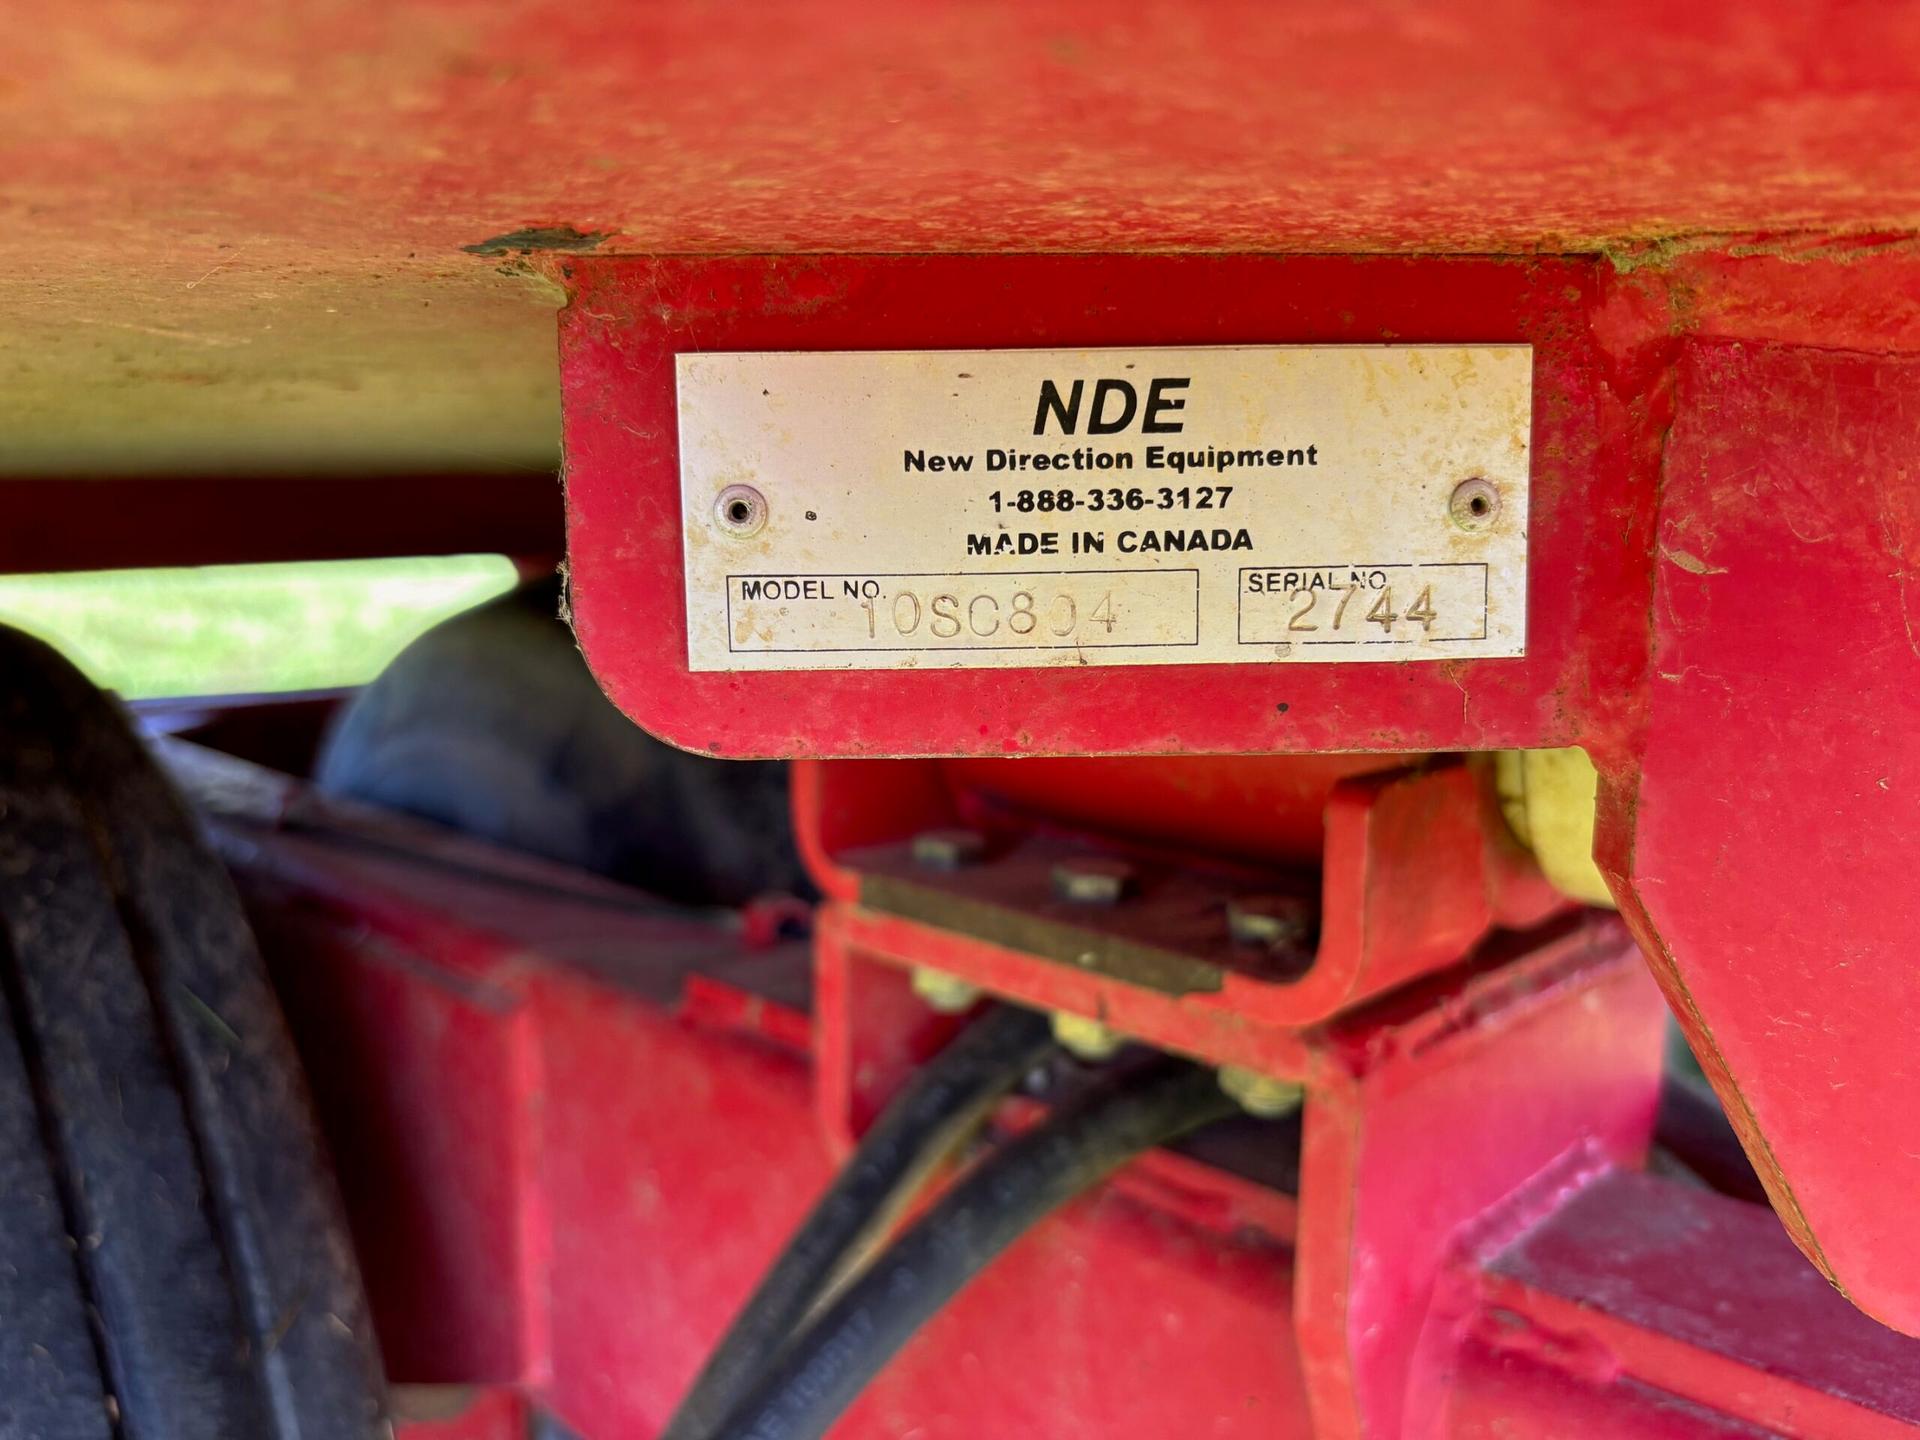 NDE
New Direction Equipment
1-888-336-3127
MADE IN CANADA
MODEL NO. 10SC804
SERIAL NO 2744